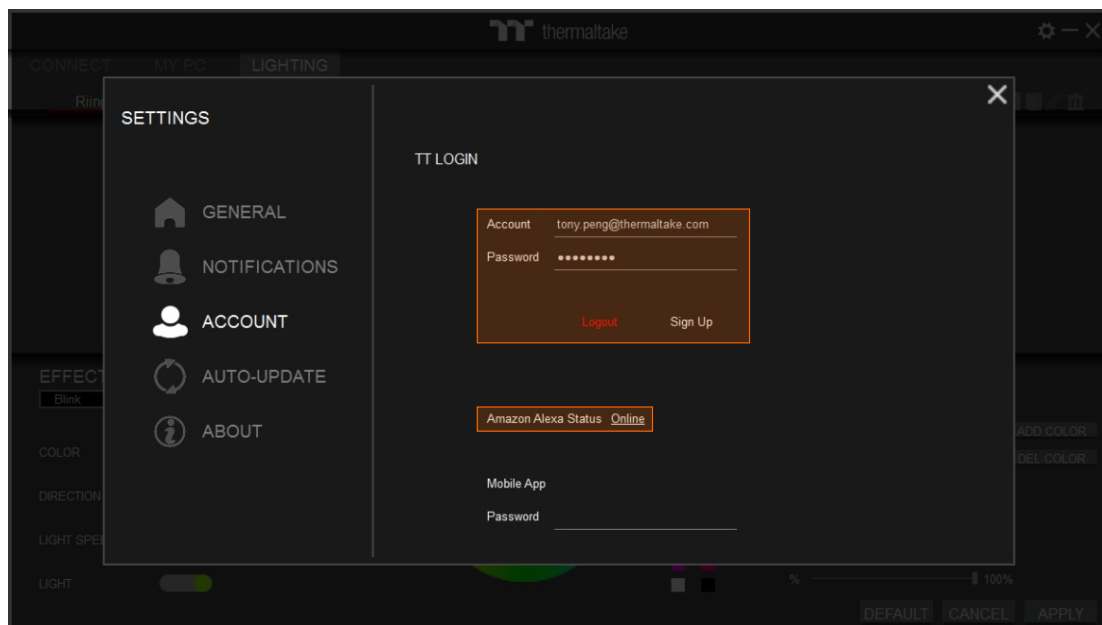 thermaltake
CONNECT MY PC LIGHTING
SETTINGS
TT LOGIN
GENERAL
NOTIFICATIONS
ACCOUNT
AUTO-UPDATE
ABOUT
Account tony.peng@thermaltake.com
Password ••••••••
Logout Sign Up
Amazon Alexa Status Online
Mobile App
Password
EFFECT
Blink
COLOR
DIRECTION
LIGHT
ADD COLOR
DEL COLOR
% 100%
DEFAULT CANCEL APPLY